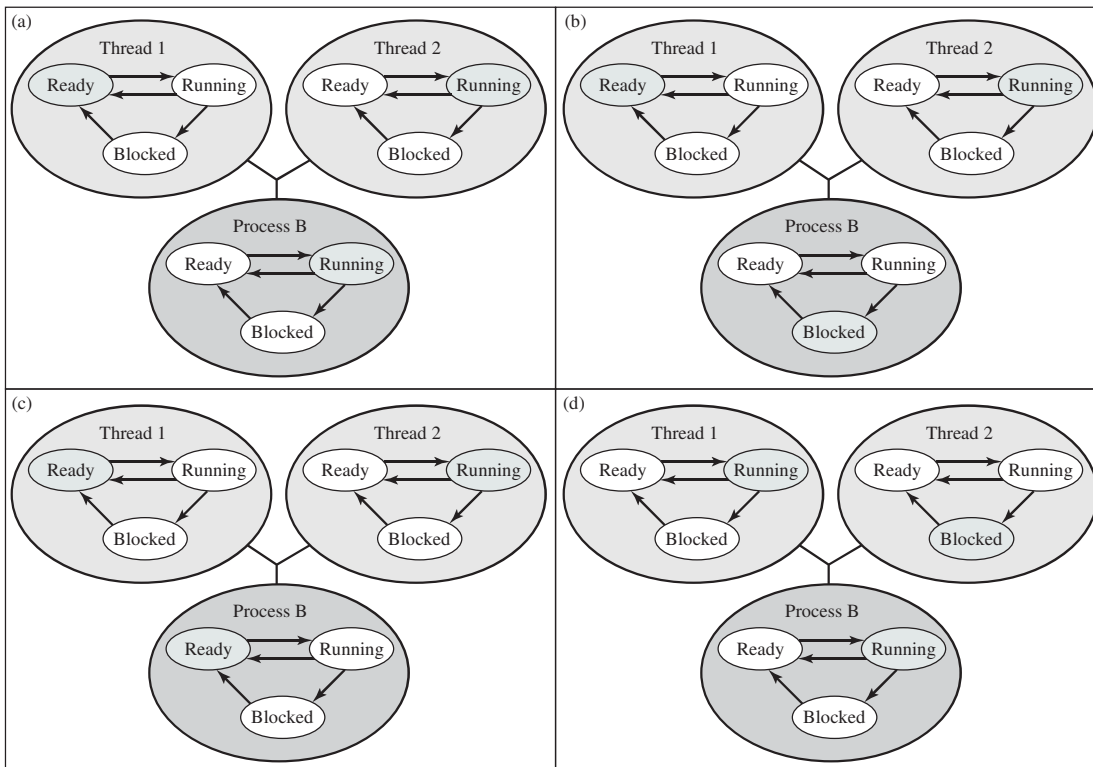 (a)
Thread 1
Ready
Running
Blocked
Thread 2
Ready
Running
Blocked
Process B
Ready
Running
Blocked
(b)
Thread 1
Ready
Running
Blocked
Thread 2
Ready
Running
Blocked
Process B
Ready
Running
Blocked
(c)
Thread 1
Ready
Running
Blocked
Thread 2
Ready
Running
Blocked
Process B
Ready
Running
Blocked
(d)
Thread 1
Ready
Running
Blocked
Thread 2
Ready
Running
Blocked
Process B
Ready
Running
Blocked